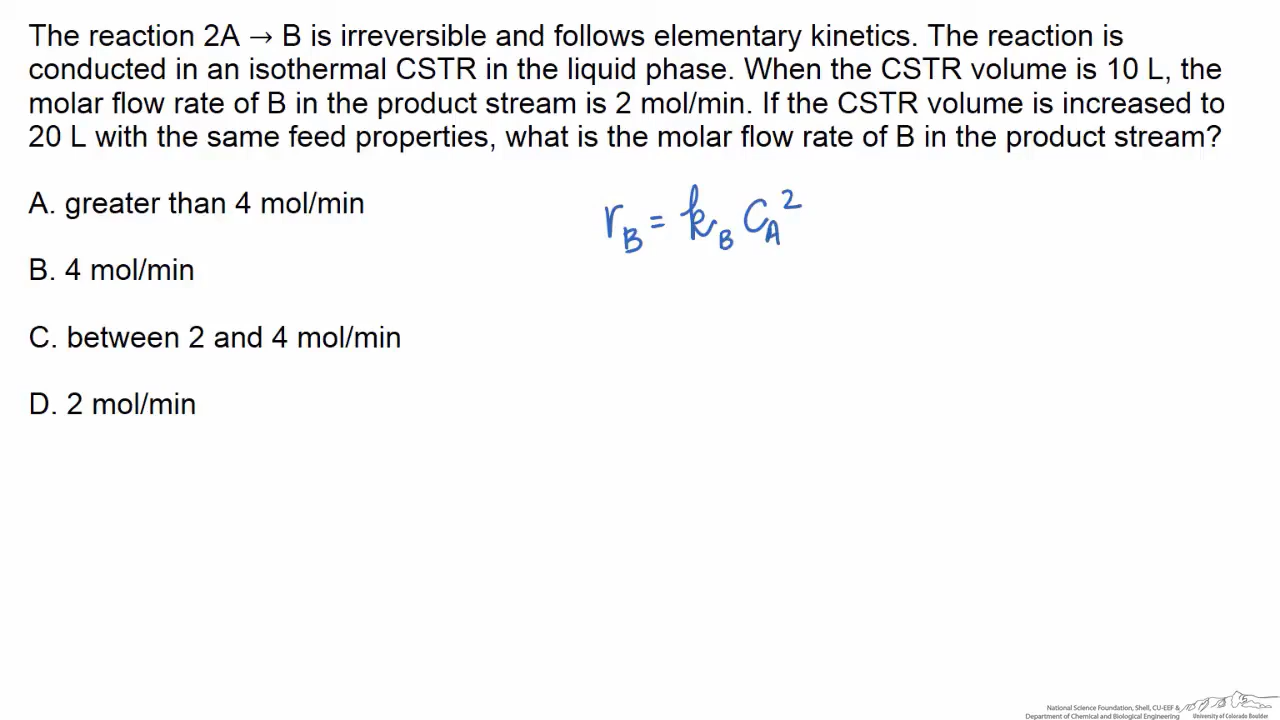 The reaction 2A → B is irreversible and follows elementary kinetics. The reaction is
conducted in an isothermal CSTR in the liquid phase. When the CSTR volume is 10 L, the
molar flow rate of B in the product stream is 2 mol/min. If the CSTR volume is increased to
20 L with the same feed properties, what is the molar flow rate of B in the product stream?
A. greater than 4 mol/min
r_B = k_B C_A^2
B. 4 mol/min
C. between 2 and 4 mol/min
D. 2 mol/min
National Science Foundation, Shell, CU-EEF &
Department of Chemical and Biological Engineering
University of Colorado Boulder